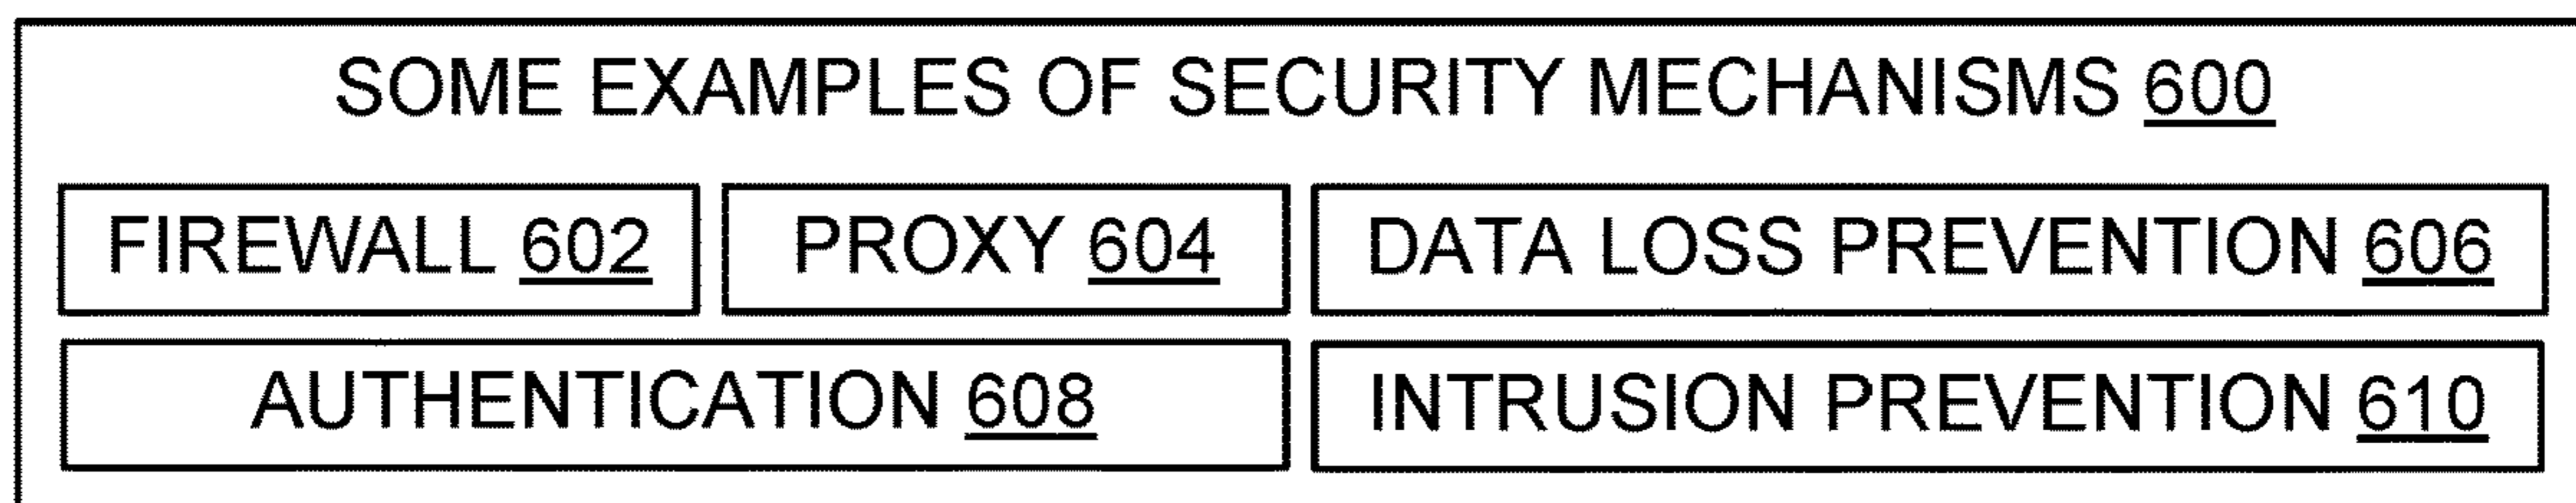 SOME EXAMPLES OF SECURITY MECHANISMS 600
FIREWALL 602 PROXY 604 DATA LOSS PREVENTION 606
AUTHENTICATION 608 INTRUSION PREVENTION 610